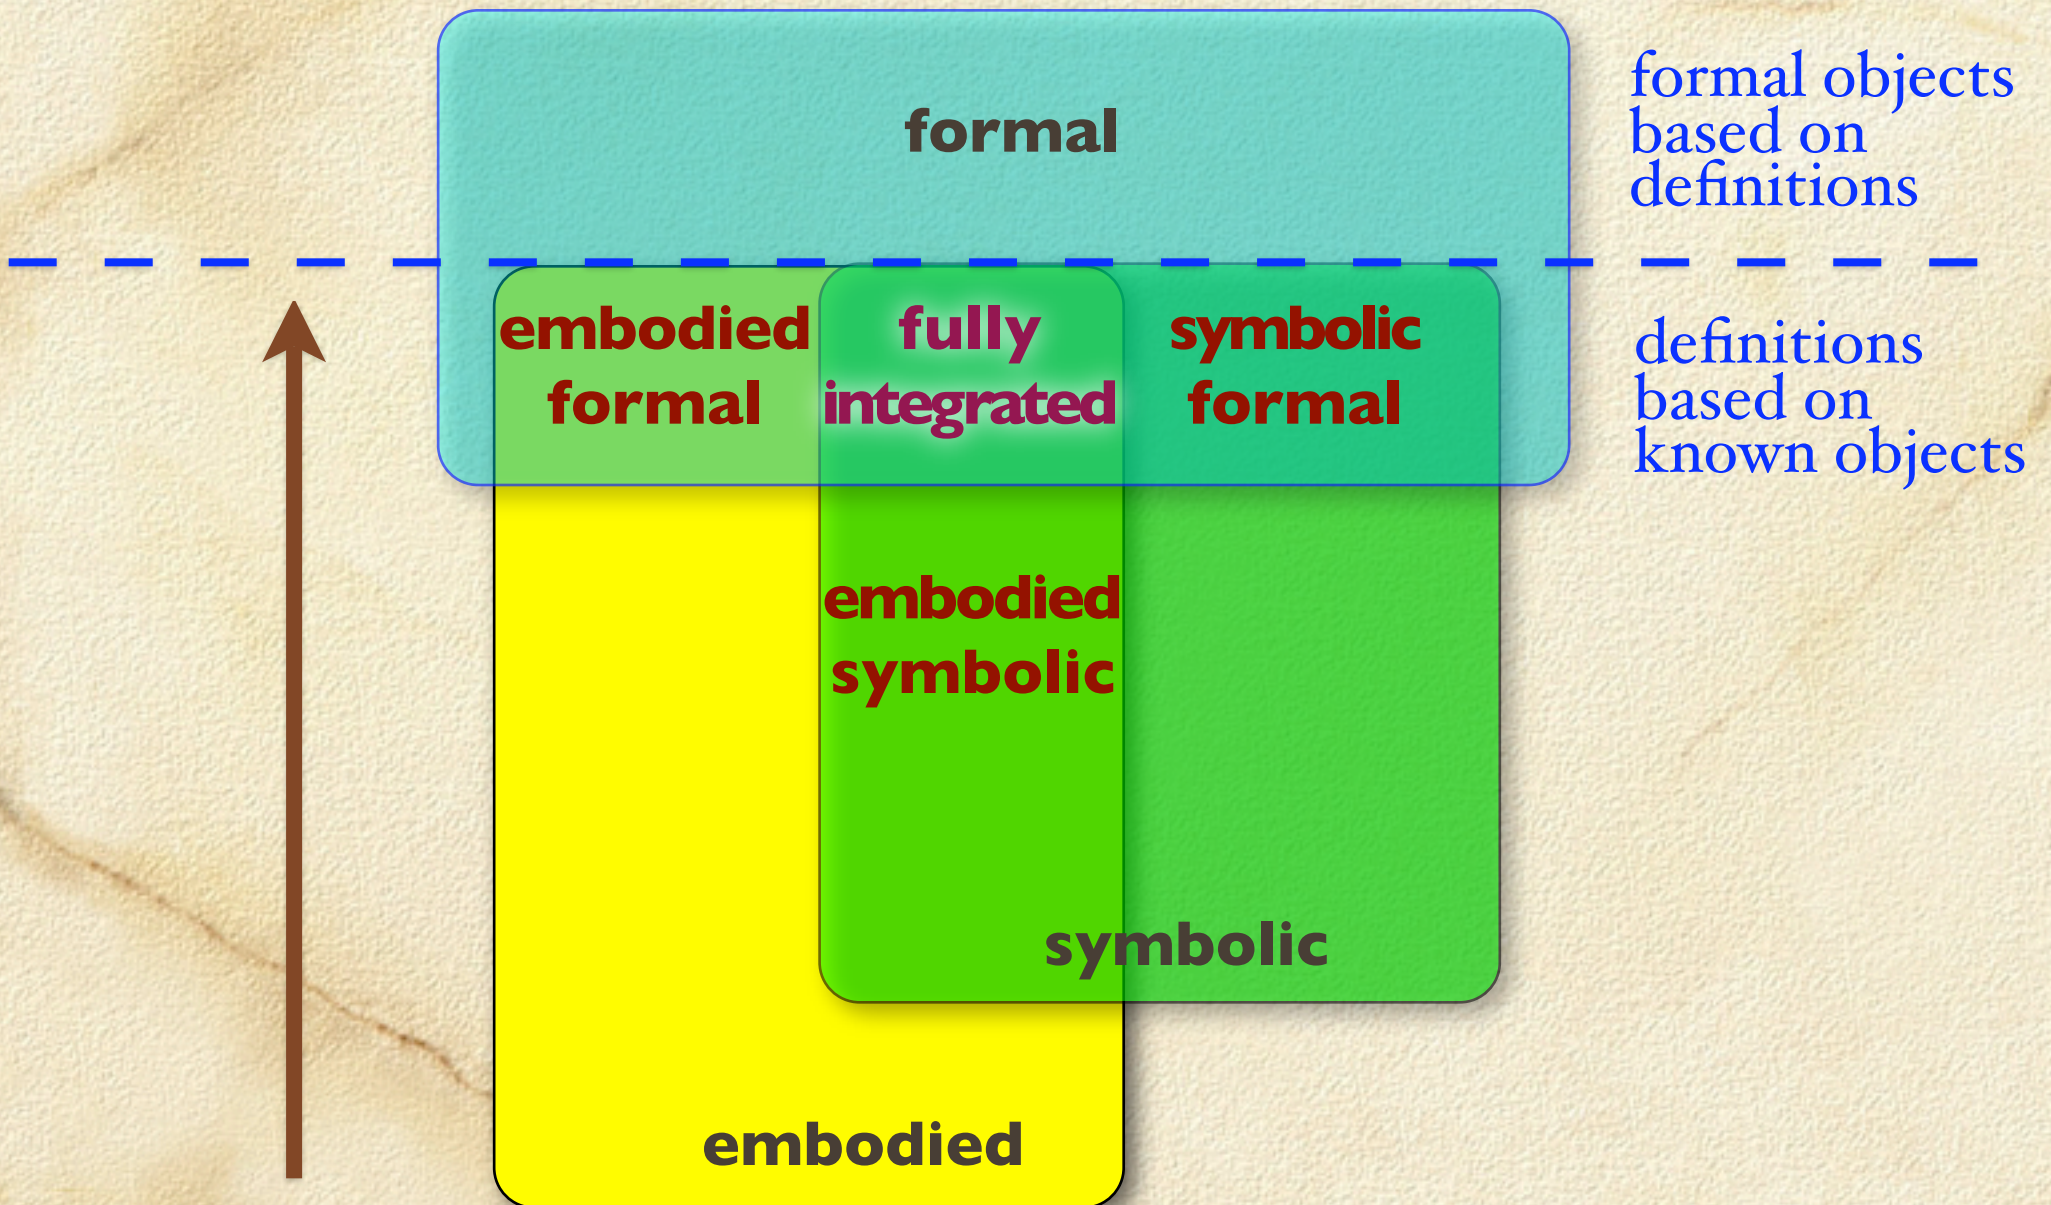 formal
formal objects
based on
definitions
embodied
formal
fully
integrated
symbolic
formal
definitions
based on
known objects
embodied
symbolic
symbolic
embodied